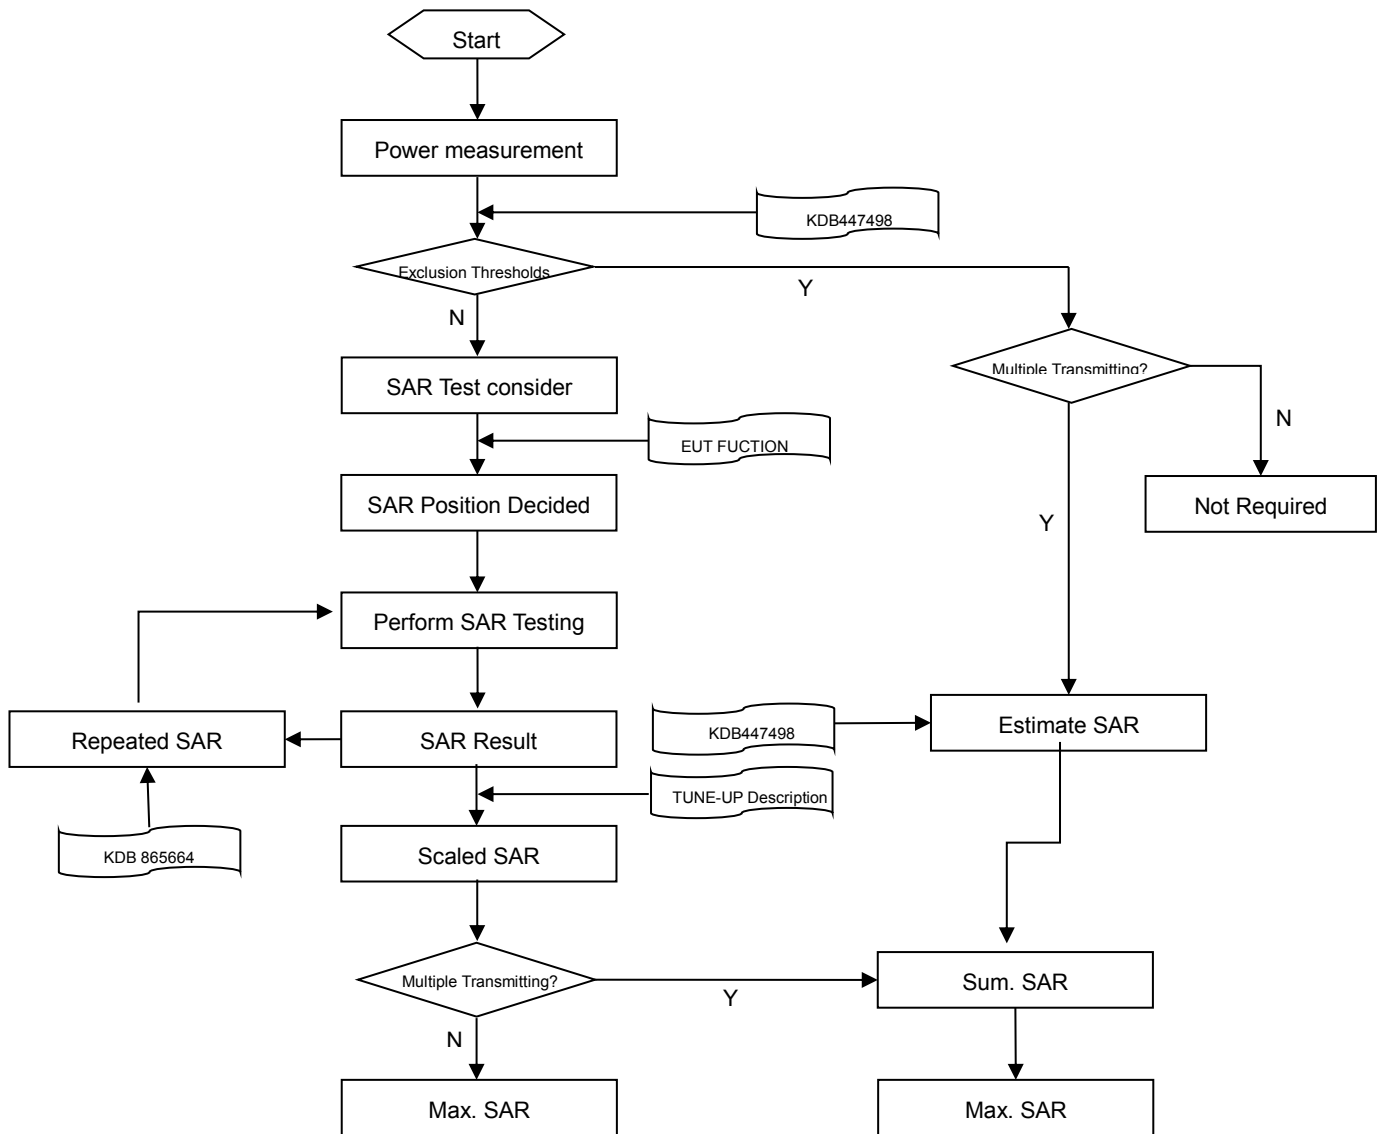 Start
Power measurement
KDB447498
Exclusion Thresholds
Y
N
Multiple Transmitting?
SAR Test consider
N
EUT FUCTION
SAR Position Decided
Not Required
Y
Perform SAR Testing
Repeated SAR
SAR Result
KDB447498
Estimate SAR
TUNE-UP Description
KDB 865664
Scaled SAR
Multiple Transmitting?
Y
Sum. SAR
N
Max. SAR
Max. SAR